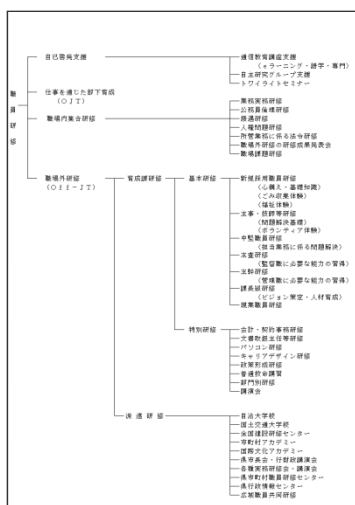 職員研修
自己啓発支援
通信教育講座支援
(eラーニング・語学・専門)
自主研究グループ支援
トワイライトセミナー
仕事を通じた部下育成
(OJT)
職場内集合研修
業務実務研修
公務員倫理研修
接遇研修
人権問題研修
所管業務に係る法令研修
職場外研修の研修成果発表会
職場課題研修
職場外研修
(Off-JT)
育成課研修
基本研修
新規採用職員研修
(心構え・基礎知識)
(ごみ収集体験)
(福祉体験)
主事・技師等研修
(問題解決基礎)
(ボランティア体験)
中堅職員研修
(担当業務に係る問題解決)
主査研修
(監督職に必要な能力の習得)
主幹研修
(管理職に必要な能力の習得)
課長級研修
(ビジョン策定・人材育成)
現業職員研修
特別研修
会計・契約事務研修
文書取扱主任等研修
パソコン研修
キャリアデザイン研修
政策形成研修
普通救命講習
部門別研修
講演会
派遣研修
自治大学校
国土交通大学校
全国建設研修センター
市町村アカデミー
国際文化アカデミー
県市長会・行財政講演会
各種実務研修会・講演会
県市町村職員研修センター
県行政情報センター
広域職員共同研修